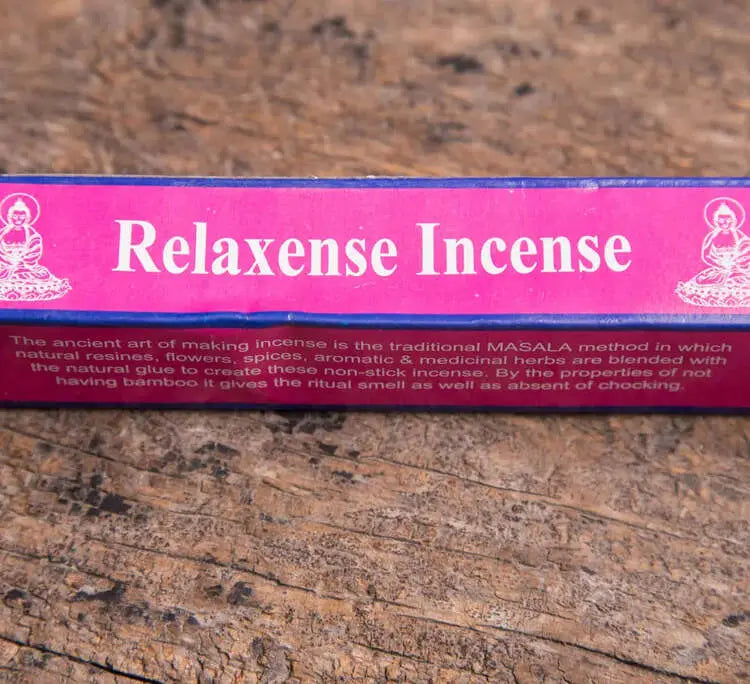 Relaxense Incense
The ancient art of making incense is the traditional MASALA method in which
natural resines, flowers, spices, aromatic & medicinal herbs are blended with
the natural glue to create these non-stick incense. By the properties of not
having bamboo it gives the ritual smell as well as absent of chocking.